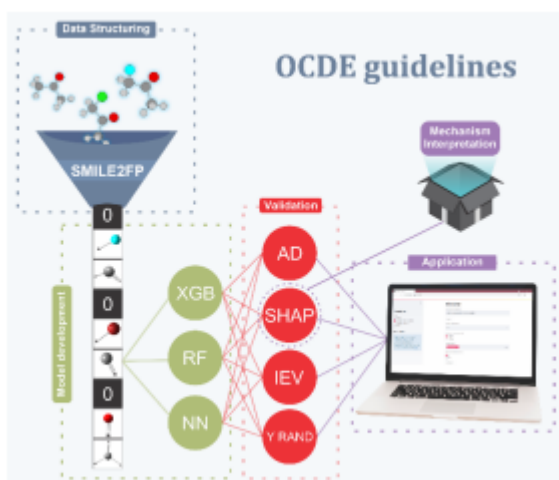 Data Structuring
OCDE guidelines
SMILE2FP
Mechanism
Interpretation
0
Validation
Model development
XGB
AD
Application
0
SHAP
RF
IEV
0
NN
Y RAND